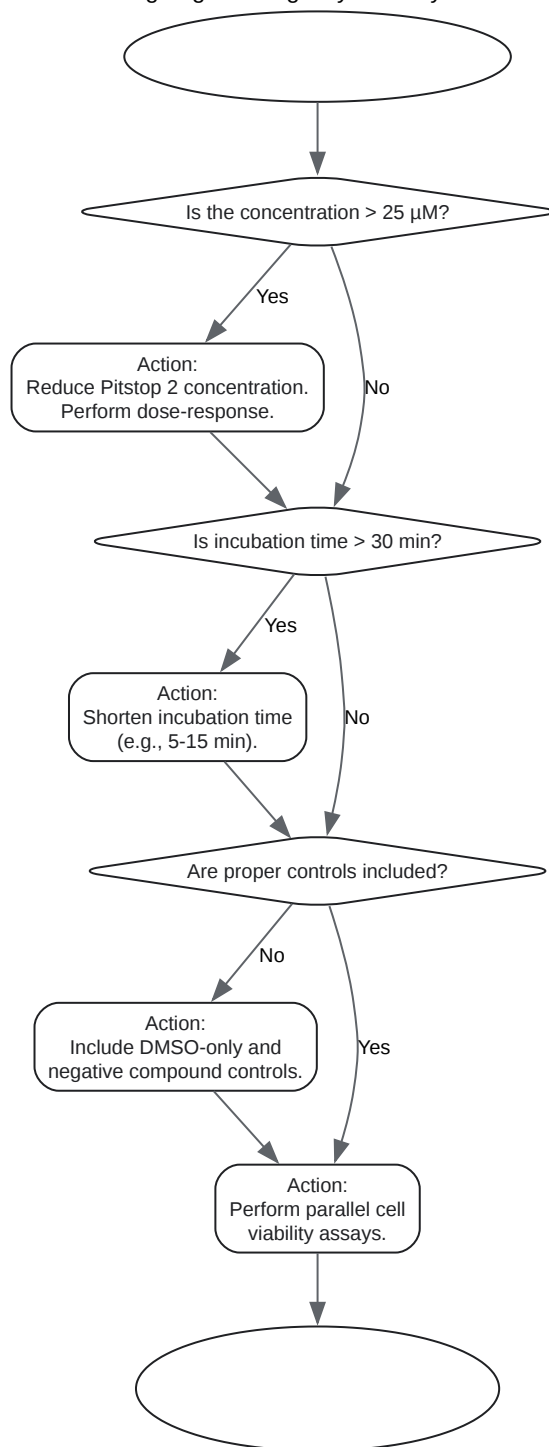 Is the concentration > 25 µM?
Yes
No
Action:
Reduce Pitstop 2 concentration.
Perform dose-response.
Is incubation time > 30 min?
Yes
No
Action:
Shorten incubation time
(e.g., 5-15 min).
Are proper controls included?
No
Yes
Action:
Include DMSO-only and
negative compound controls.
Action:
Perform parallel cell
viability assays.